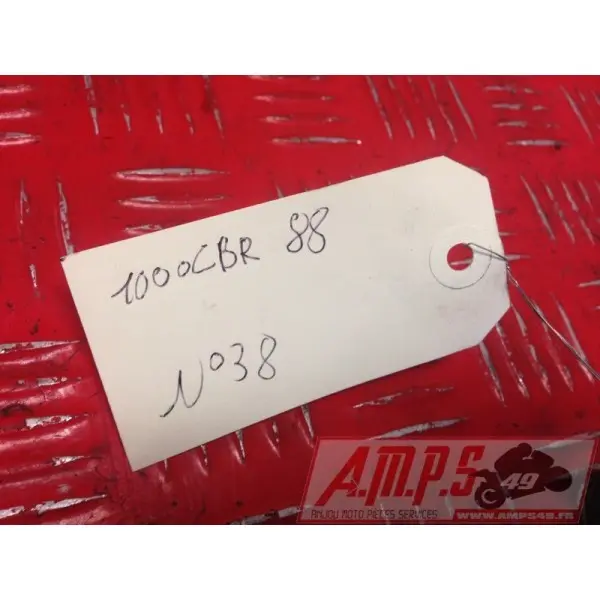 1000CBR 88
N°38
A.M.P.S 49
ANJOU MOTO PIECES SERVICES
WWW.AMPS49.FR